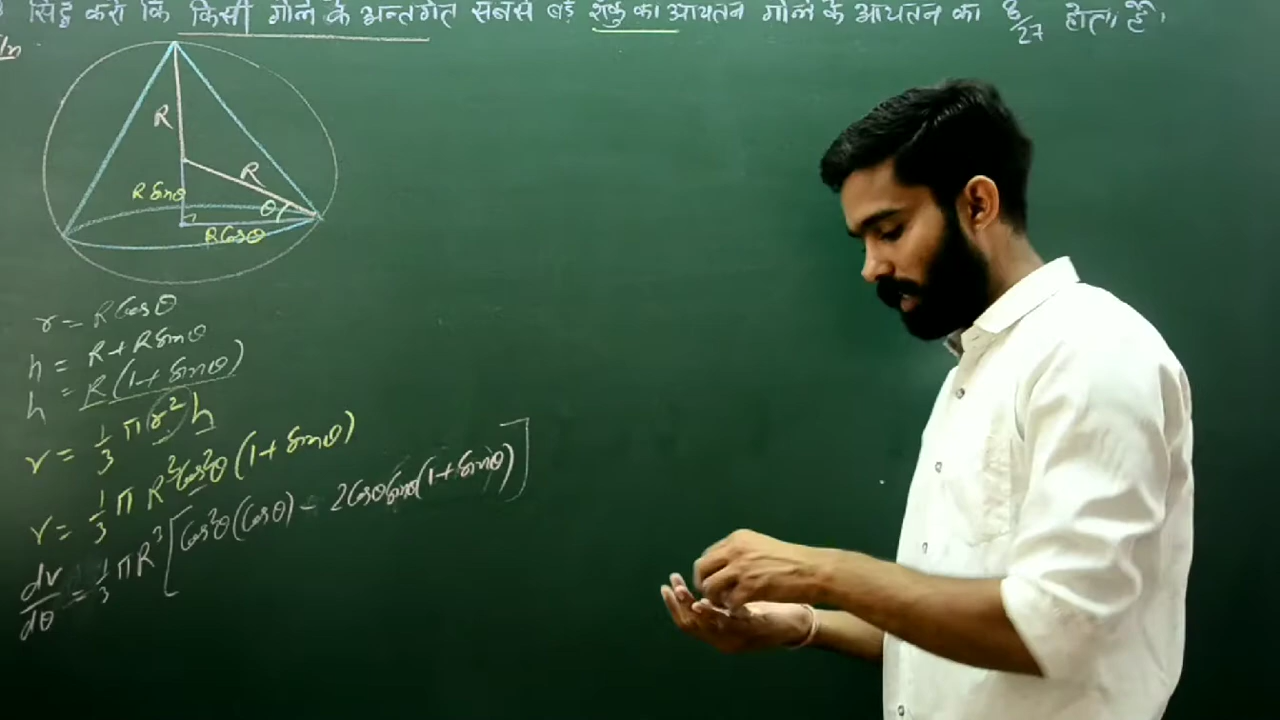 सिद्ध करो कि किसी गोले के अन्तर्गत सबसे बड़े शंकु का आयतन गोले के आयतन का 8/27 होता है।
R
R
R sinθ
θ
R Cosθ
r = R Cosθ
h = R + R sinθ
h = R (1 + sinθ)
v = 1/3 π r² h
v = 1/3 π R³ Cos²θ (1 + sinθ)
dv/dθ = 1/3 π R³ [Cos²θ (Cosθ) - 2Cosθ sinθ (1 + sinθ)]